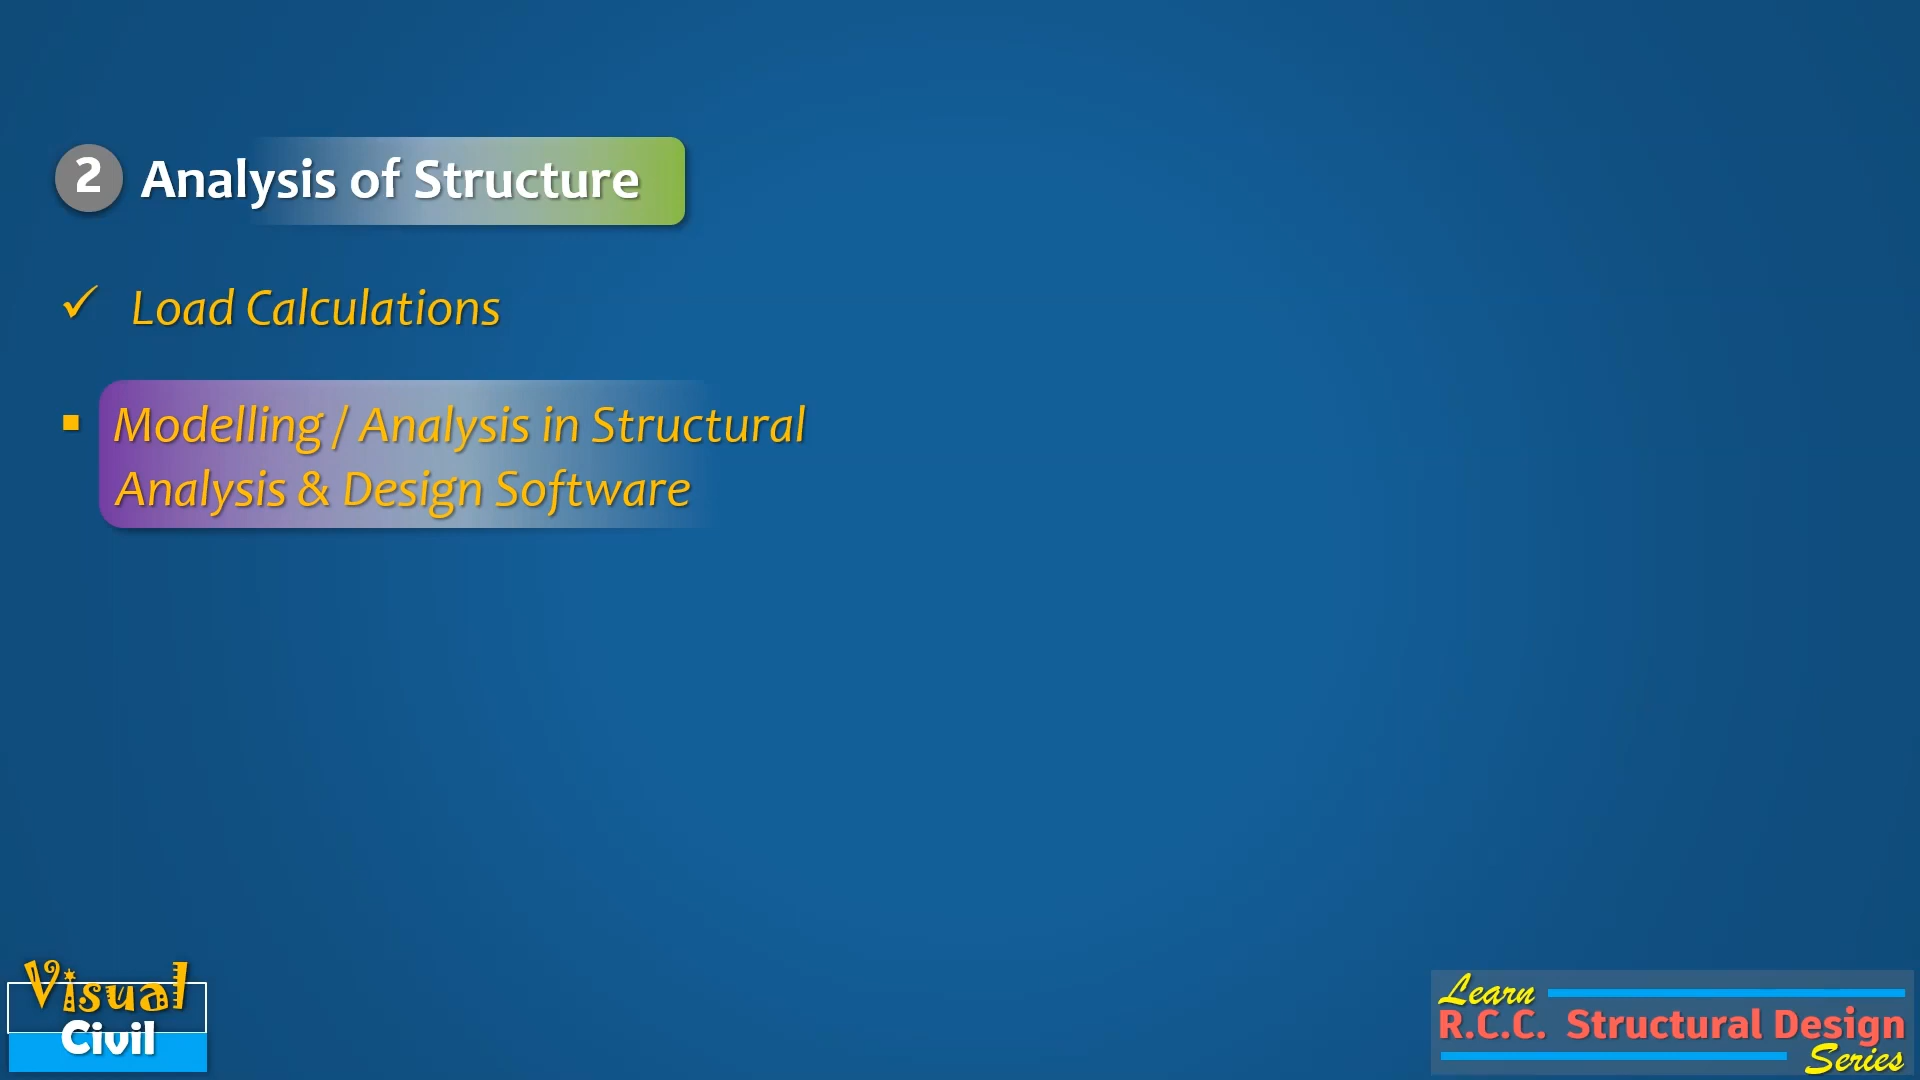 2 Analysis of Structure
✓ Load Calculations
▪ Modelling / Analysis in Structural
Analysis & Design Software
Visual
Civil
Learn
R.C.C. Structural Design
Series